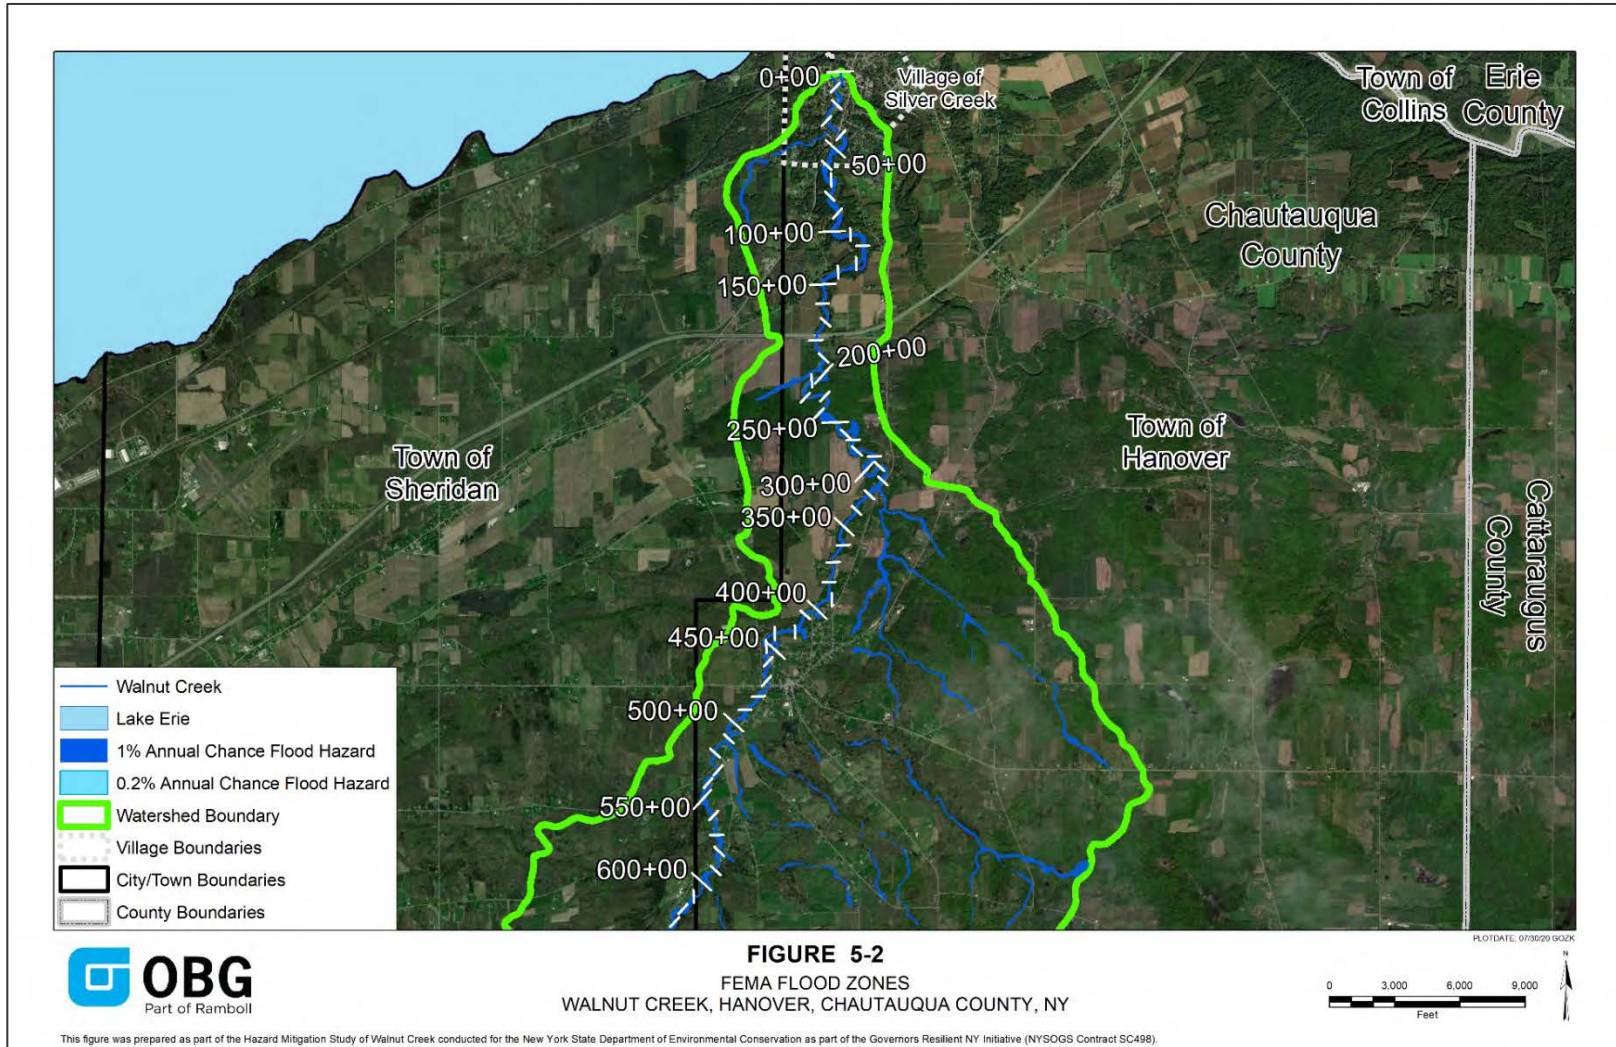 0+00
Village of
Silver Creek
Town of
Collins
Erie
County
50+00
Chautauqua
County
100+00
150+00
200+00
250+00
Town of
Hanover
Town of
Sheridan
300+00
350+00
Cattaraugus
County
400+00
450+00
500+00
550+00
600+00
Walnut Creek
Lake Erie
1% Annual Chance Flood Hazard
0.2% Annual Chance Flood Hazard
Watershed Boundary
Village Boundaries
City/Town Boundaries
County Boundaries
PLOTDATE: 07/30/20 GOZK
OBG
Part of Ramboll
FIGURE 5-2
FEMA FLOOD ZONES
WALNUT CREEK, HANOVER, CHAUTAUQUA COUNTY, NY
N
0 3,000 6,000 9,000
Feet
This figure was prepared as part of the Hazard Mitigation Study of Walnut Creek conducted for the New York State Department of Environmental Conservation as part of the Governors Resilient NY Initiative (NYSOGS Contract SC498).